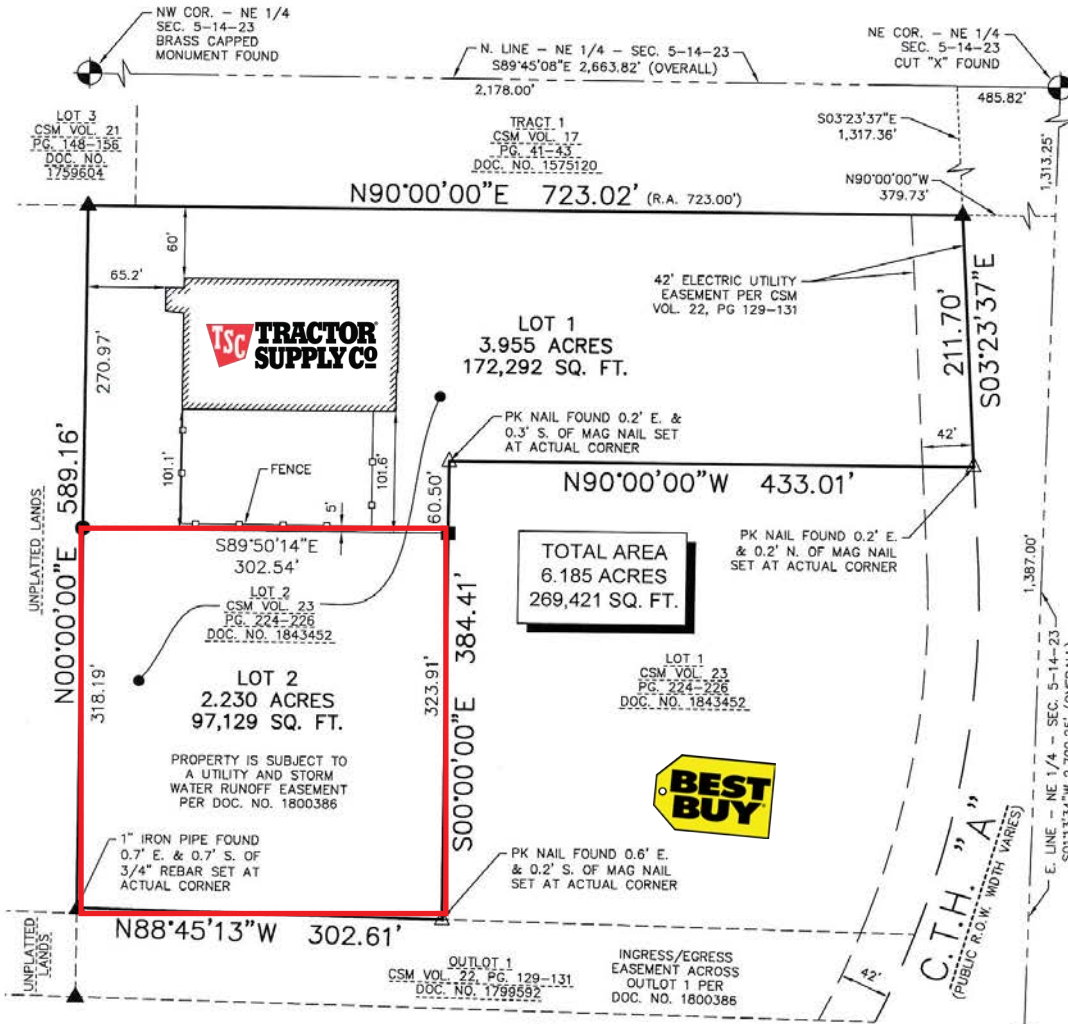 NW COR. – NE 1/4
SEC. 5-14-23
BRASS CAPPED
MONUMENT FOUND
N. LINE – NE 1/4 – SEC. 5-14-23
S89°45'08"E 2,663.82' (OVERALL)
2,178.00'
NE COR. – NE 1/4
SEC. 5-14-23
CUT "X" FOUND
485.82'
LOT 3
CSM VOL. 21
PG. 148-156
DOC. NO.
1759604
TRACT 1
CSM VOL. 17
PG. 41-43
DOC. NO. 1575120
S03°23'37"E
1,317.36'
1,313.25'
N90°00'00"W
379.73'
N90°00'00"E 723.02' (R.A. 723.00')
60'
65.2'
270.97'
42' ELECTRIC UTILITY
EASEMENT PER CSM
VOL. 22, PG 129-131
211.70'
S03°23'37"E
TSC TRACTOR
SUPPLY CO
LOT 1
3.955 ACRES
172,292 SQ. FT.
PK NAIL FOUND 0.2' E. &
0.3' S. OF MAG NAIL SET
AT ACTUAL CORNER
42'
101.1'
FENCE
101.6'
5'
60.50'
N90°00'00"W 433.01'
UNPLATTED LANDS
N00°00'00"E 589.16'
S89°50'14"E
302.54'
TOTAL AREA
6.185 ACRES
269,421 SQ. FT.
PK NAIL FOUND 0.2' E.
& 0.2' N. OF MAG NAIL
SET AT ACTUAL CORNER
1,387.00'
LOT 2
CSM VOL. 23
PG. 224-226
DOC. NO. 1843452
318.19'
LOT 2
2.230 ACRES
97,129 SQ. FT.
323.91'
S00°00'00"E 384.41'
LOT 1
CSM VOL. 23
PG. 224-226
DOC. NO. 1843452
PROPERTY IS SUBJECT TO
A UTILITY AND STORM
WATER RUNOFF EASEMENT
PER DOC. NO. 1800386
BEST
BUY
1" IRON PIPE FOUND
0.7' E. & 0.7' S. OF
3/4" REBAR SET AT
ACTUAL CORNER
PK NAIL FOUND 0.6' E.
& 0.2' S. OF MAG NAIL
SET AT ACTUAL CORNER
E. LINE – NE 1/4 – SEC. 5-14-23
C.T.H. "A"
(PUBLIC R.O.W. WIDTH VARIES)
N88°45'13"W 302.61'
UNPLATTED
LANDS
OUTLOT 1
CSM VOL. 22, PG. 129-131
DOC. NO. 1799592
INGRESS/EGRESS
EASEMENT ACROSS
OUTLOT 1 PER
DOC. NO. 1800386
42'